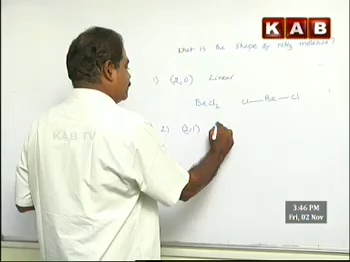 KAB
What is the shape of NH3 molecule?
1) (2,0) Linear
BeCl2 Cl—Be—Cl
2) (2,1)
KAB TV
3:46 PM
Fri, 02 Nov